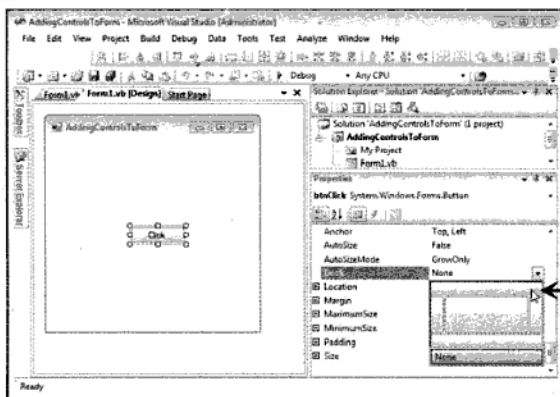 AddingControlsToForm - Microsoft Visual Studio (Administrator)
File Edit View Project Build Debug Data Tools Test Analyze Window Help
Debug Any CPU
Form1.vb* Form1.vb [Design] Start Page
Toolbox
Server Explorer
AddingControlsToForm
Click
Solution Explorer - Solution 'AddingControlsToForm...
Solution 'AddingControlsToForm' (1 project)
AddingControlsToForm
My Project
Form1.vb
Properties
btnClick System.Windows.Forms.Button
Anchor Top, Left
AutoSize False
AutoSizeMode GrowOnly
Dock None
Location
Margin
MaximumSize
MinimumSize
Padding
Size
None
Ready